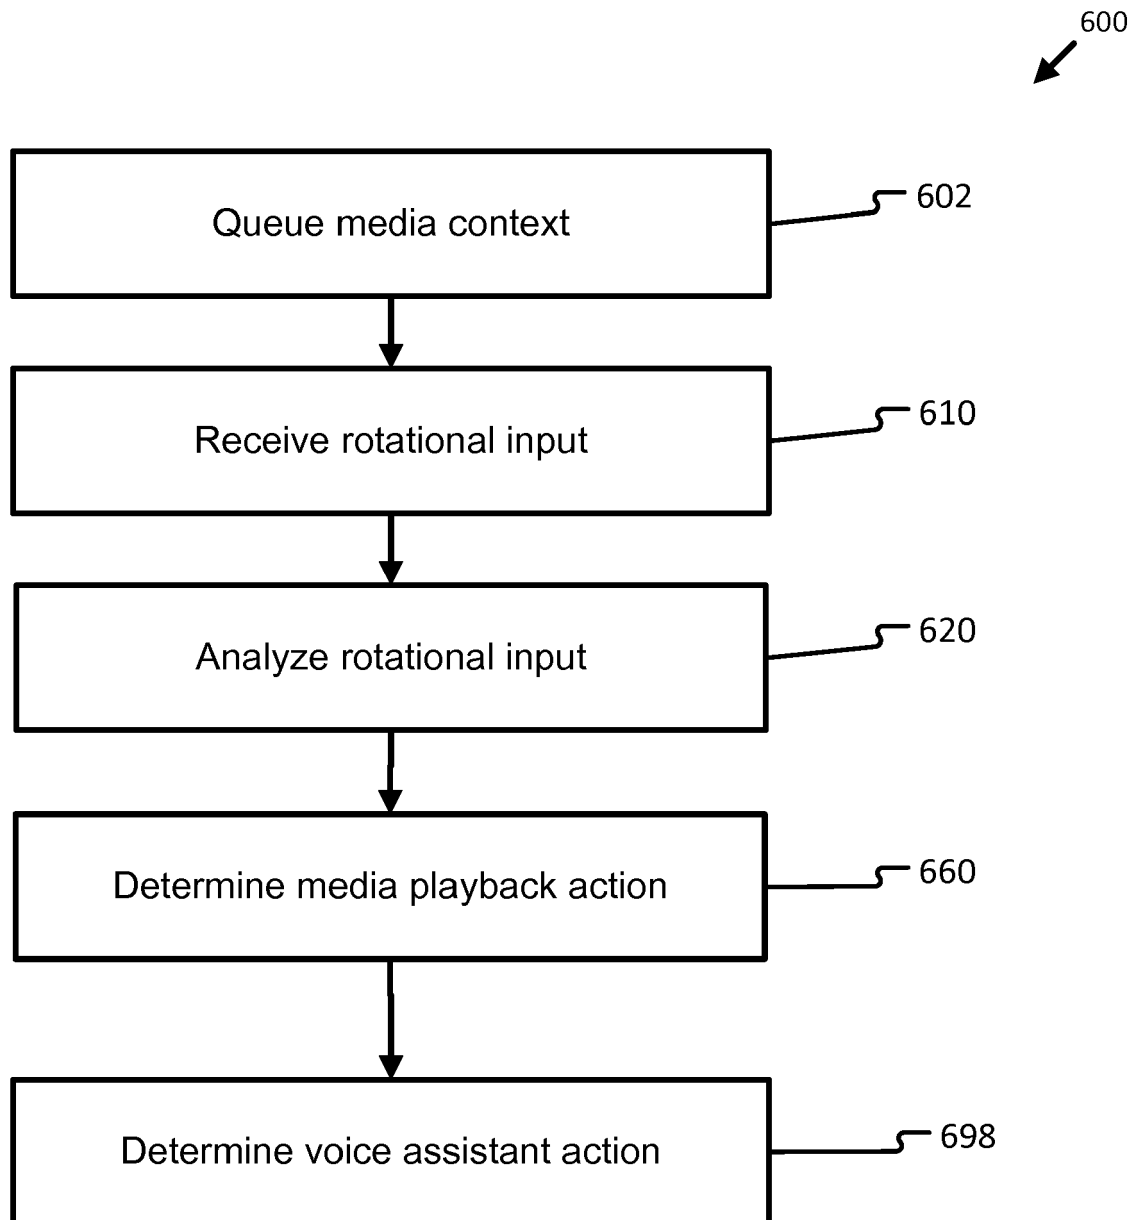 600
Queue media context
602
Receive rotational input
610
Analyze rotational input
620
Determine media playback action
660
Determine voice assistant action
698